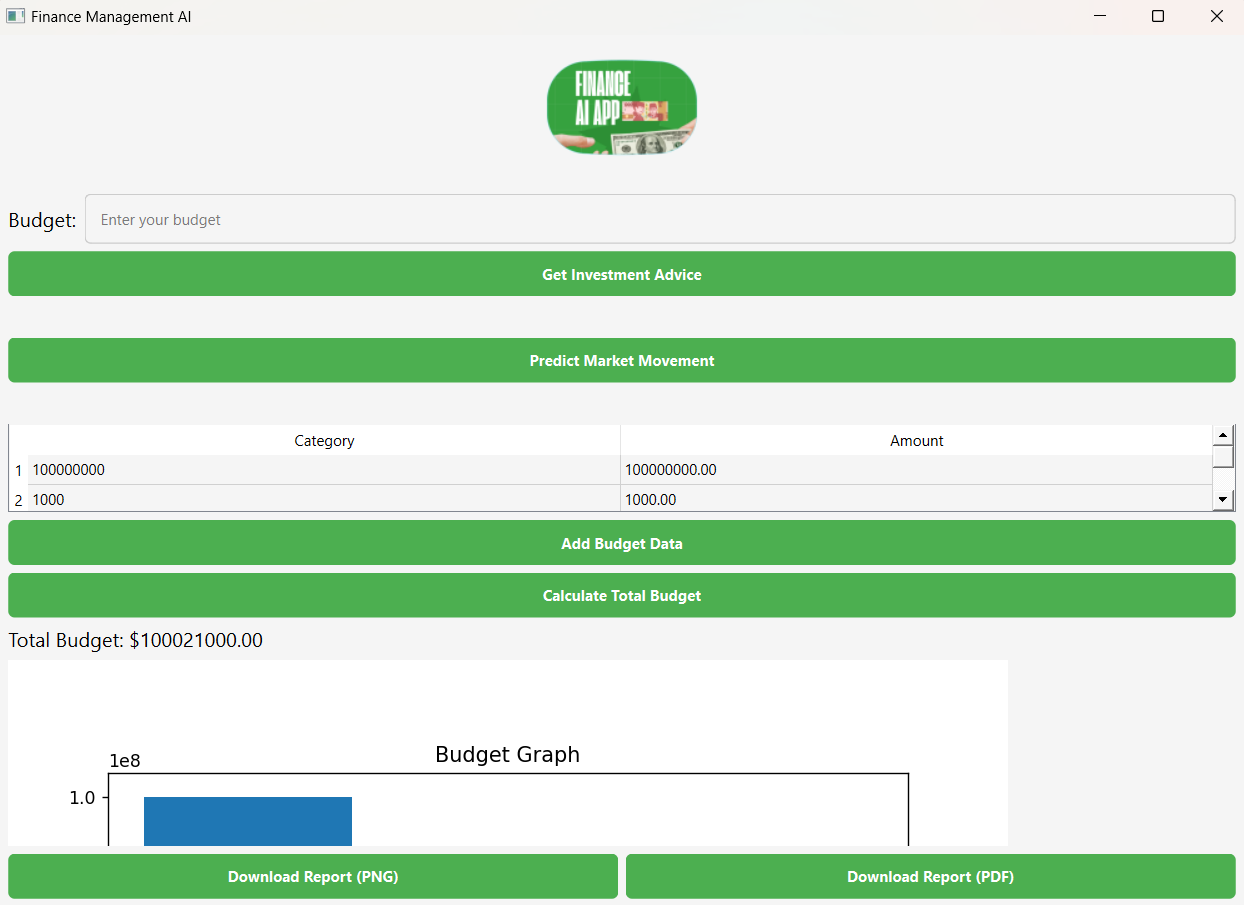 Finance Management AI
FINANCE
AI APP
Budget: Enter your budget
Get Investment Advice
Predict Market Movement
Category Amount
1 100000000 100000000.00
2 1000 1000.00
Add Budget Data
Calculate Total Budget
Total Budget: $100021000.00
Budget Graph
1e8
1.0
Download Report (PNG) Download Report (PDF)